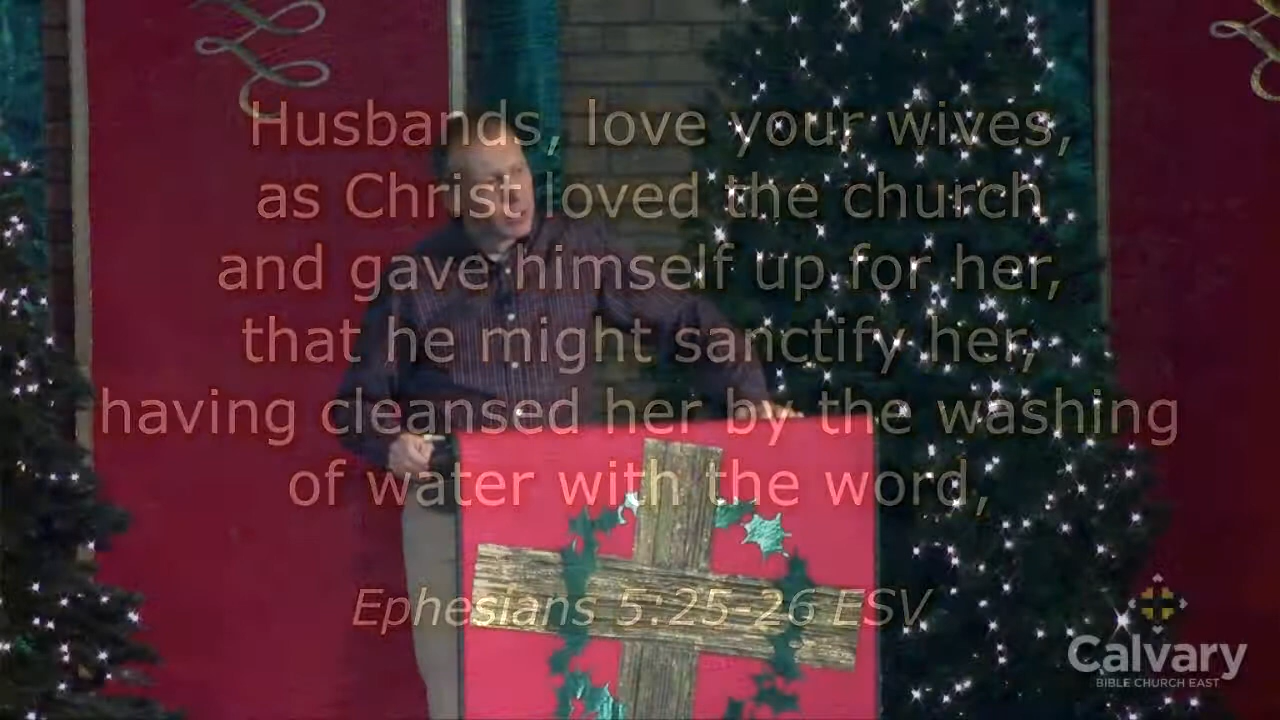 Husbands, love your wives,
as Christ loved the church
and gave himself up for her,
that he might sanctify her,
having cleansed her by the washing
of water with the word,
Ephesians 5:25-26 ESV
Calvary
BIBLE CHURCH EAST